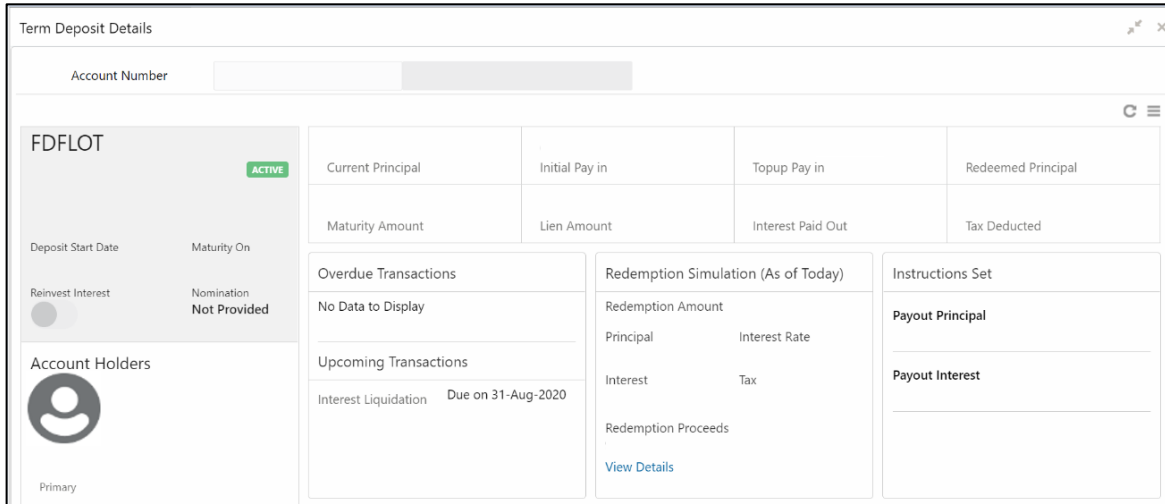 Term Deposit Details
Account Number
FDFLOT
ACTIVE
Deposit Start Date Maturity On
Reinvest Interest Nomination
Not Provided
Account Holders
Primary
Current Principal Initial Pay in Topup Pay in Redeemed Principal
Maturity Amount Lien Amount Interest Paid Out Tax Deducted
Overdue Transactions
No Data to Display
Upcoming Transactions
Interest Liquidation Due on 31-Aug-2020
Redemption Simulation (As of Today)
Redemption Amount
Principal Interest Rate
Interest Tax
Redemption Proceeds
View Details
Instructions Set
Payout Principal
Payout Interest